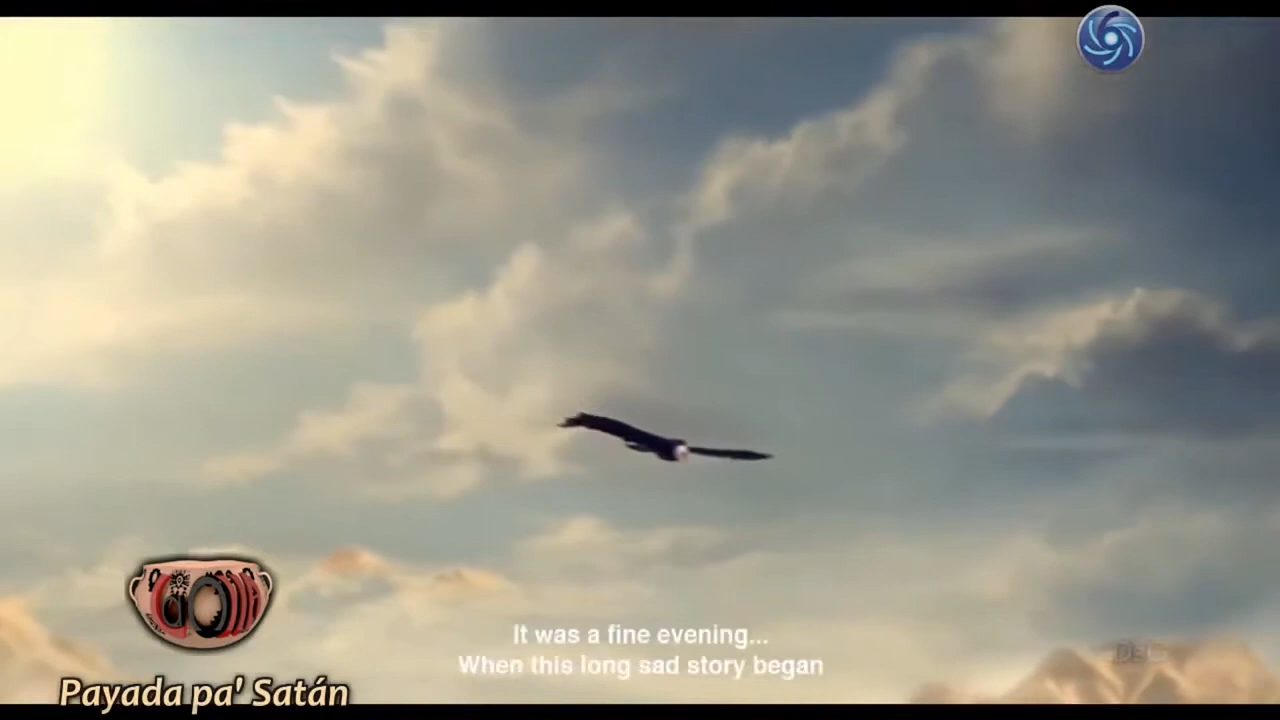 It was a fine evening...
When this long sad story began
Payada pa' Satán